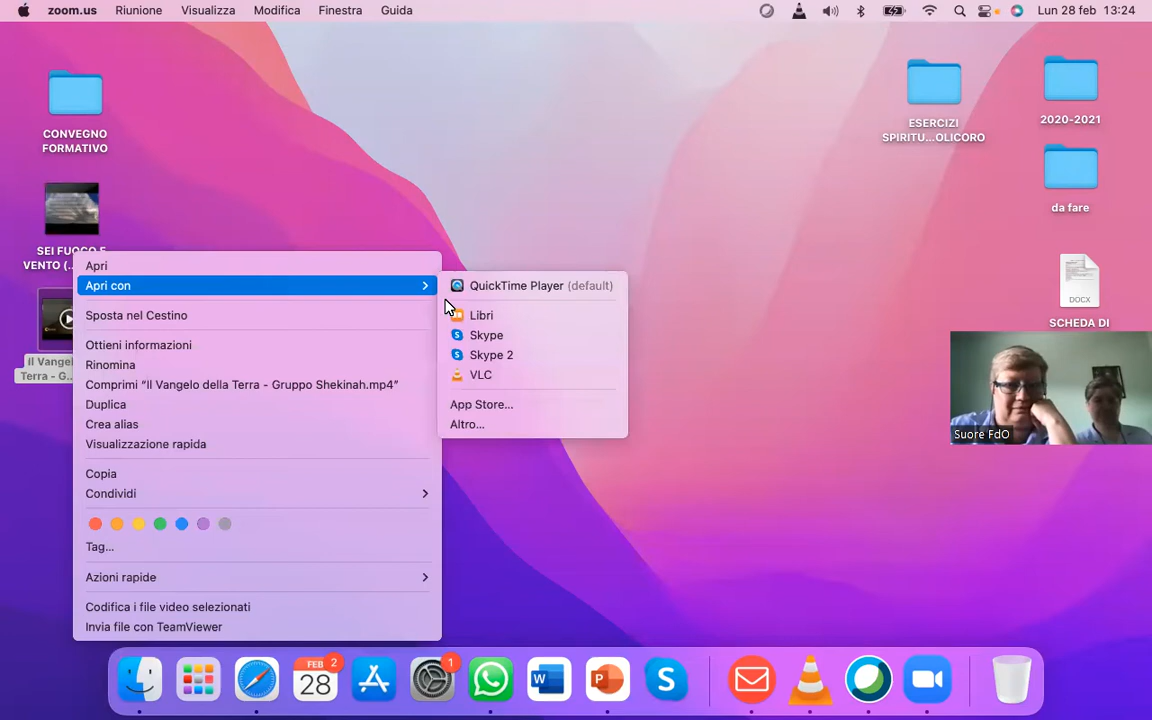 zoom.us Riunione Visualizza Modifica Finestra Guida Lun 28 feb 13:24
CONVEGNO
FORMATIVO
ESERCIZI
SPIRITU...OLICORO
2020-2021
da fare
SEI FUOCO E
VENTO (...
DOCX
SCHEDA DI
Il Vangel
Terra - G...
Apri
Apri con
Sposta nel Cestino
Ottieni informazioni
Rinomina
Comprimi “Il Vangelo della Terra - Gruppo Shekinah.mp4”
Duplica
Crea alias
Visualizzazione rapida
Copia
Condividi
Tag...
Azioni rapide
Codifica i file video selezionati
Invia file con TeamViewer
QuickTime Player (default)
Libri
Skype
Skype 2
VLC
App Store...
Altro...
Suore FdO
FEB
28
2
1
W
P
S